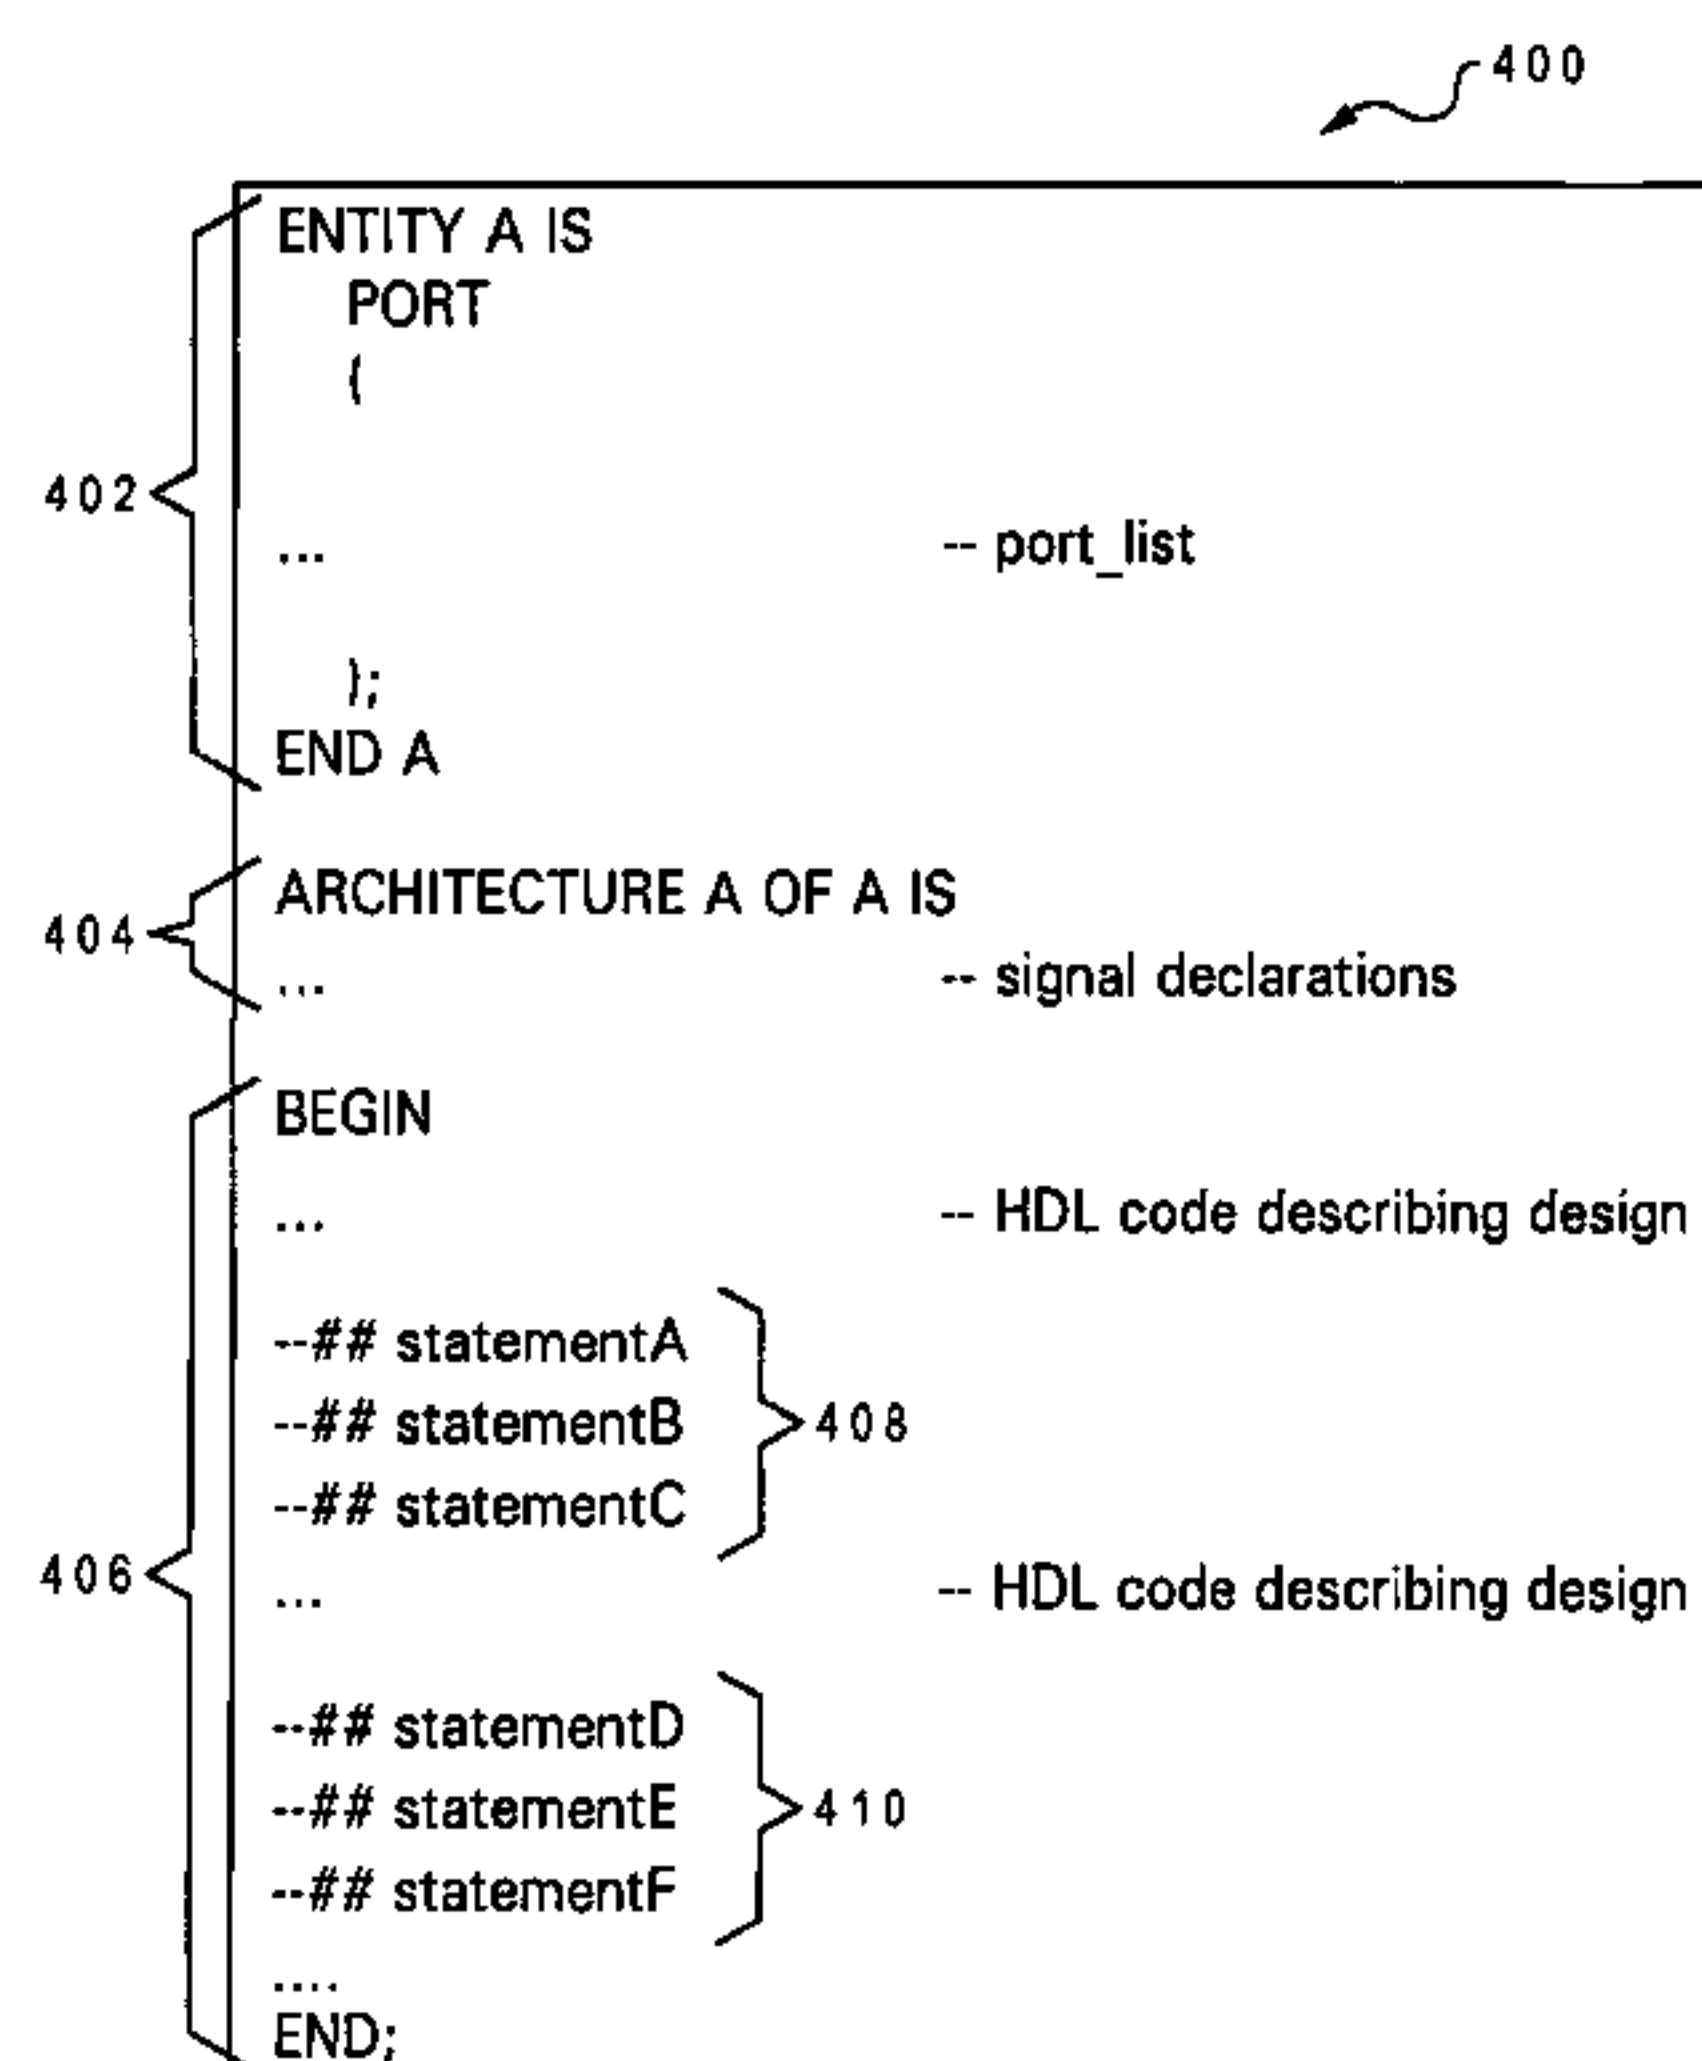 400
ENTITY A IS
PORT
(
402
... -- port_list
);
END A
ARCHITECTURE A OF A IS
404
... -- signal declarations
BEGIN
... -- HDL code describing design
--## statementA
--## statementB 408
--## statementC
406
... -- HDL code describing design
--## statementD
--## statementE 410
--## statementF
....
END;